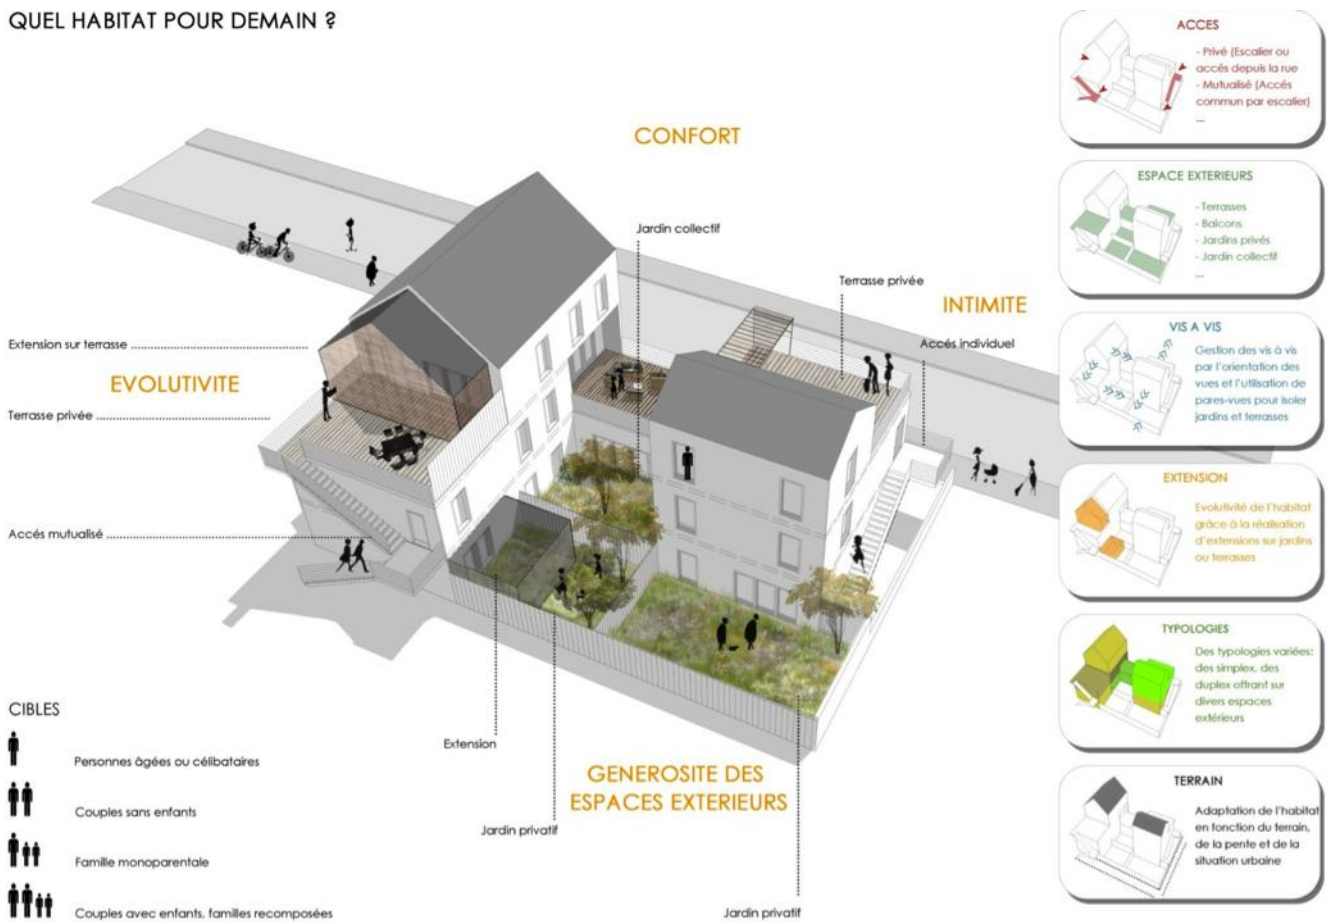 QUEL HABITAT POUR DEMAIN ?
CONFORT
Jardin collectif
Terrasse privée
INTIMITE
Accés individuel
Extension sur terrasse
EVOLUTIVITE
Terrasse privée
Accés mutualisé
CIBLES
Personnes âgées ou célibataires
Couples sans enfants
Famille monoparentale
Couples avec enfants, familles recomposées
Extension
GENEROSITE DES
ESPACES EXTERIEURS
Jardin privatif
Jardin privatif
ACCES
- Privé (Escalier ou
accés depuis la rue
- Mutualisé (Accés
commun par escalier)
...
ESPACE EXTERIEURS
- Terrasses
- Balcons
- Jardins privés
- Jardin collectif
...
VIS A VIS
Gestion des vis à vis
par l'orientation des
vues et l'utilisation de
pares-vues pour isoler
jardins et terrasses
EXTENSION
Evolutivité de l'habitat
grâce à la réalisation
d'extensions sur jardins
ou terrasses
TYPOLOGIES
Des typologies variées:
des simplex, des
duplex offrant sur
divers espaces
extérieurs
TERRAIN
Adaptation de l'habitat
en fonction du terrain,
de la pente et de la
situation urbaine